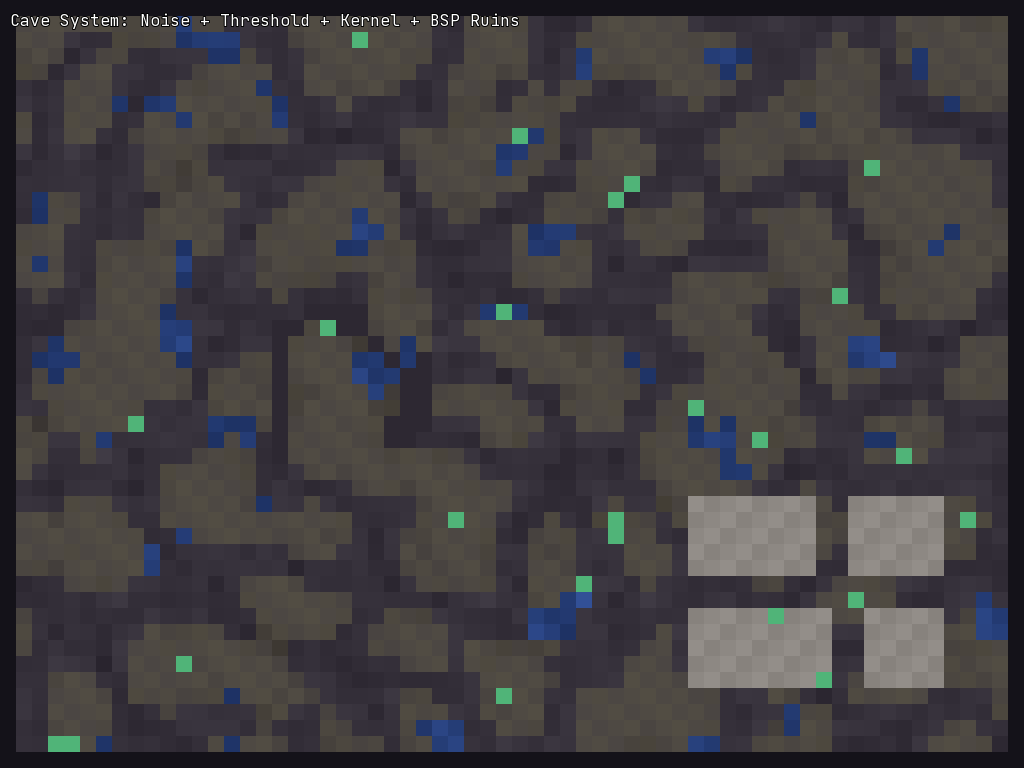 Cave System: Noise + Threshold + Kernel + BSP Ruins